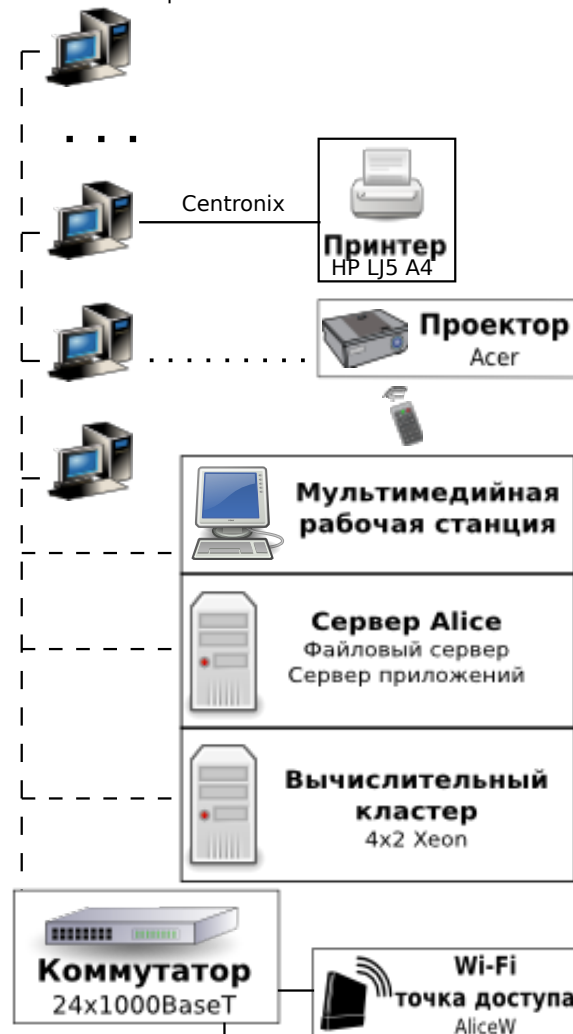 . . .
Centronix
Принтер
HP LJ5 A4
Проектор
Acer
Мультимедийная
рабочая станция
Сервер Alice
Файловый сервер
Сервер приложений
Вычислительный
кластер
4x2 Xeon
Коммутатор
24x1000BaseT
Wi-Fi
точка доступа
AliceW